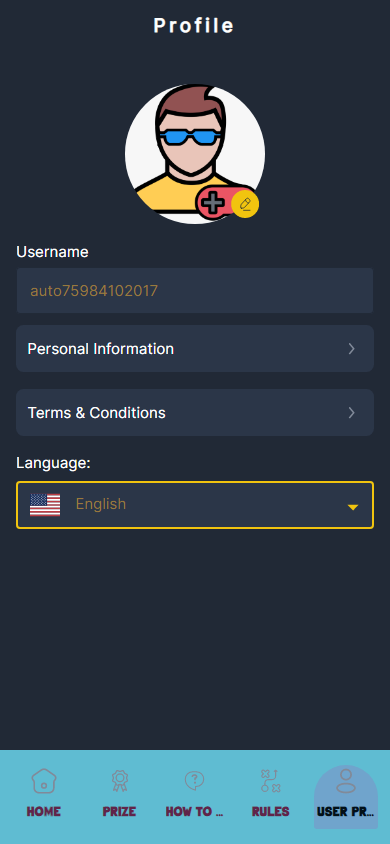 Profile
Username
auto75984102017
Personal Information
Terms & Conditions
Language:
English
HOME PRIZE HOW TO ... RULES USER PR...